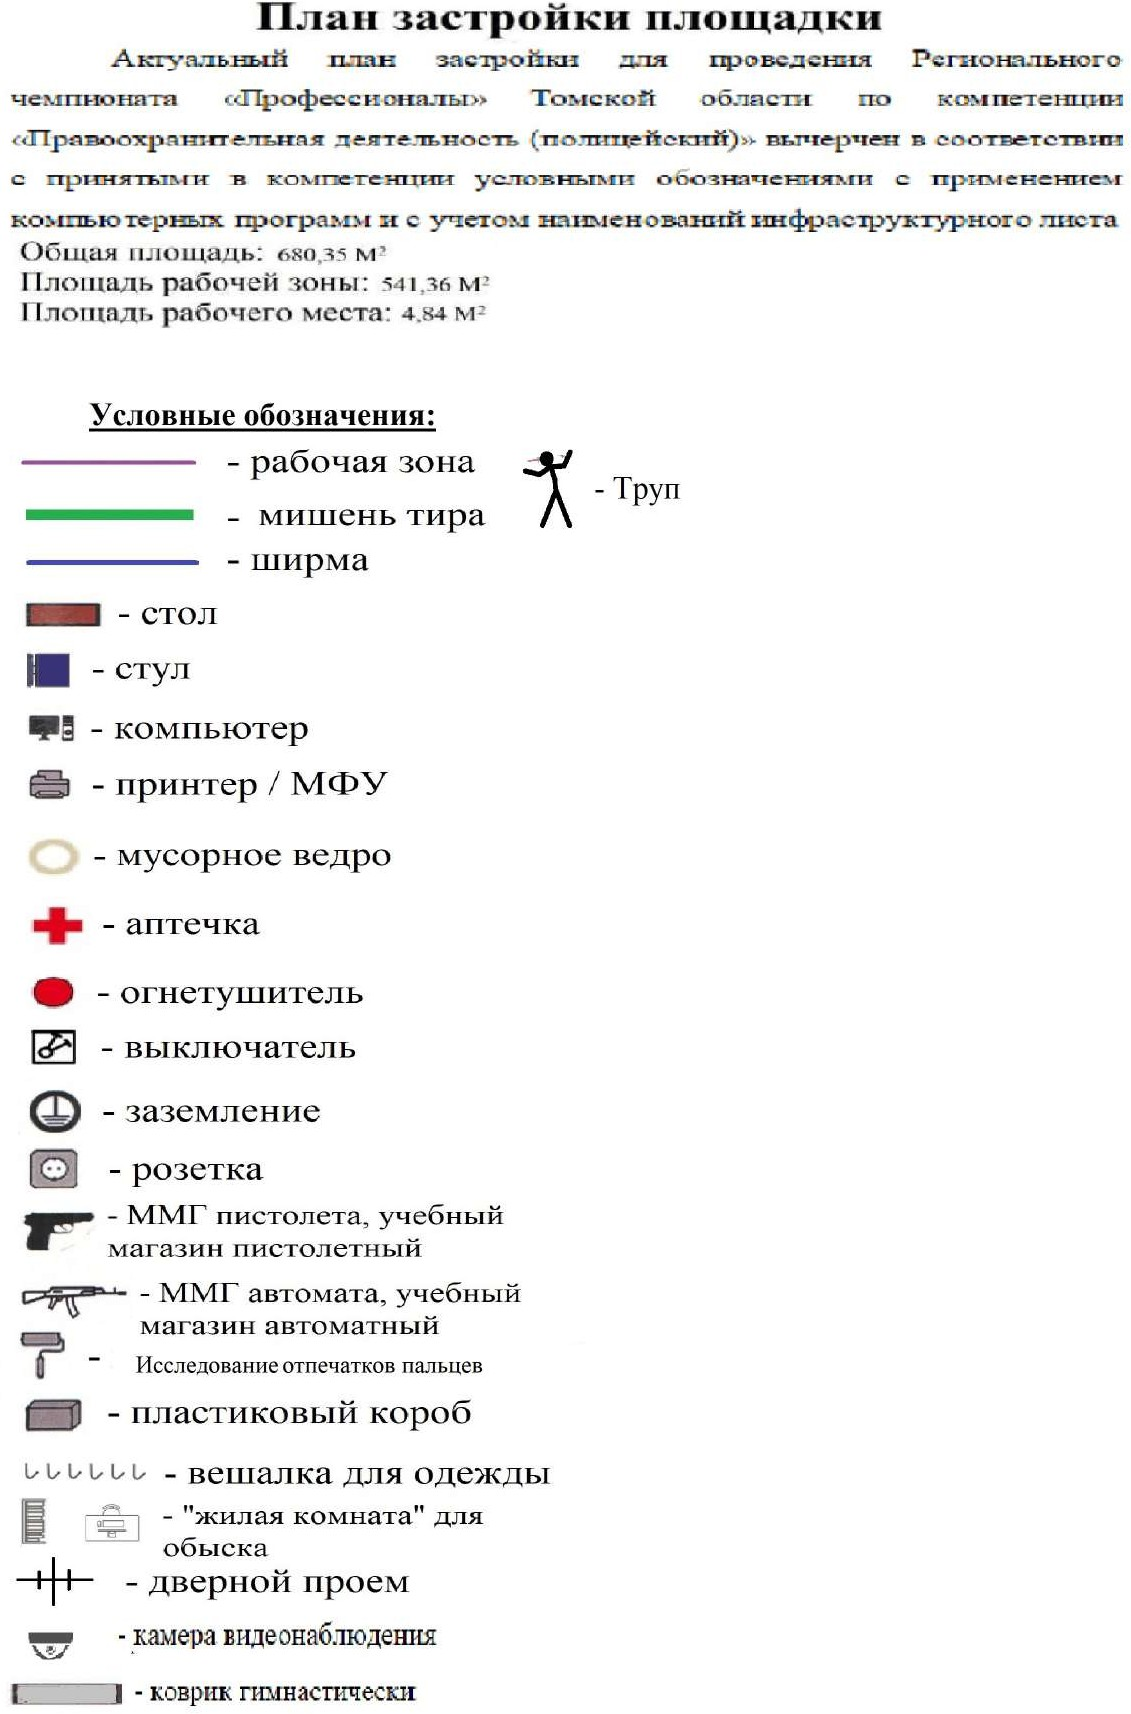 План застройки площадки
Актуальный план застройки для проведения Регионального
чемпионата «Профессионалы» Томской области по компетенции
«Правоохранительная деятельность (полицейский)» вычерчен в соответствии
с принятыми в компетенции условными обозначениями с применением
компьютерных программ и с учетом наименований инфраструктурного листа
Общая площадь: 680,35 М²
Площадь рабочей зоны: 541,36 М²
Площадь рабочего места: 4,84 М²
Условные обозначения:
- рабочая зона
- Труп
- мишень тира
- ширма
- стол
- стул
- компьютер
- принтер / МФУ
- мусорное ведро
- аптечка
- огнетушитель
- выключатель
- заземление
- розетка
- ММГ пистолета, учебный
магазин пистолетный
- ММГ автомата, учебный
магазин автоматный
- Исследование отпечатков пальцев
- пластиковый короб
- вешалка для одежды
- "жилая комната" для
обыска
- дверной проем
- камера видеонаблюдения
- коврик гимнастически